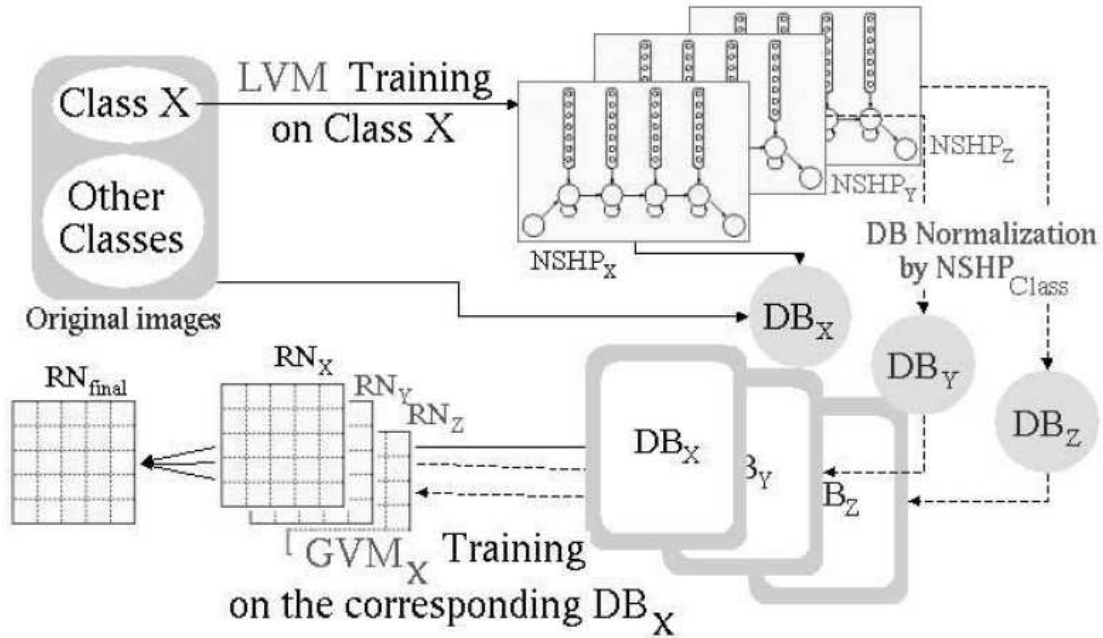 Class X
Other
Classes
Original images
LVM Training
on Class X
NSHP_X
NSHP_Y
NSHP_Z
DB Normalization
by NSHP_Class
DB_X
DB_Y
DB_Z
RN_final
RN_X
RN_Y
RN_Z
DB_X
B_Y
B_Z
GVM_X Training
on the corresponding DB_X